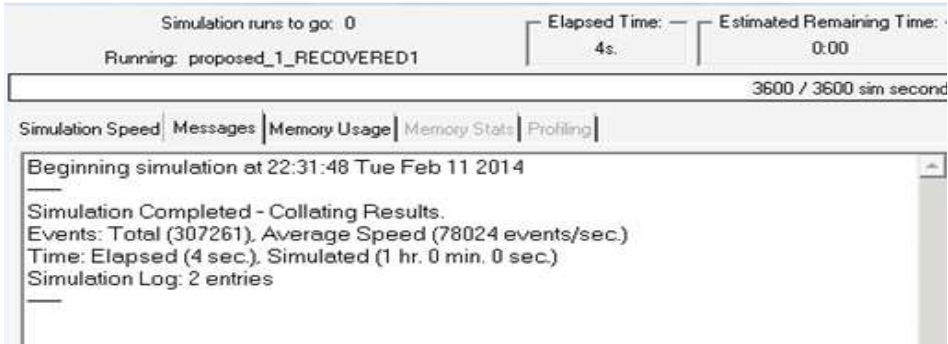 Simulation runs to go: 0
Running: proposed_1_RECOVERED1
Elapsed Time:
4s.
Estimated Remaining Time:
0:00
3600 / 3600 sim second
Simulation Speed Messages Memory Usage Memory Stats Profiling
Beginning simulation at 22:31:48 Tue Feb 11 2014
Simulation Completed - Collating Results.
Events: Total (307261), Average Speed (78024 events/sec.)
Time: Elapsed (4 sec.), Simulated (1 hr. 0 min. 0 sec.)
Simulation Log: 2 entries